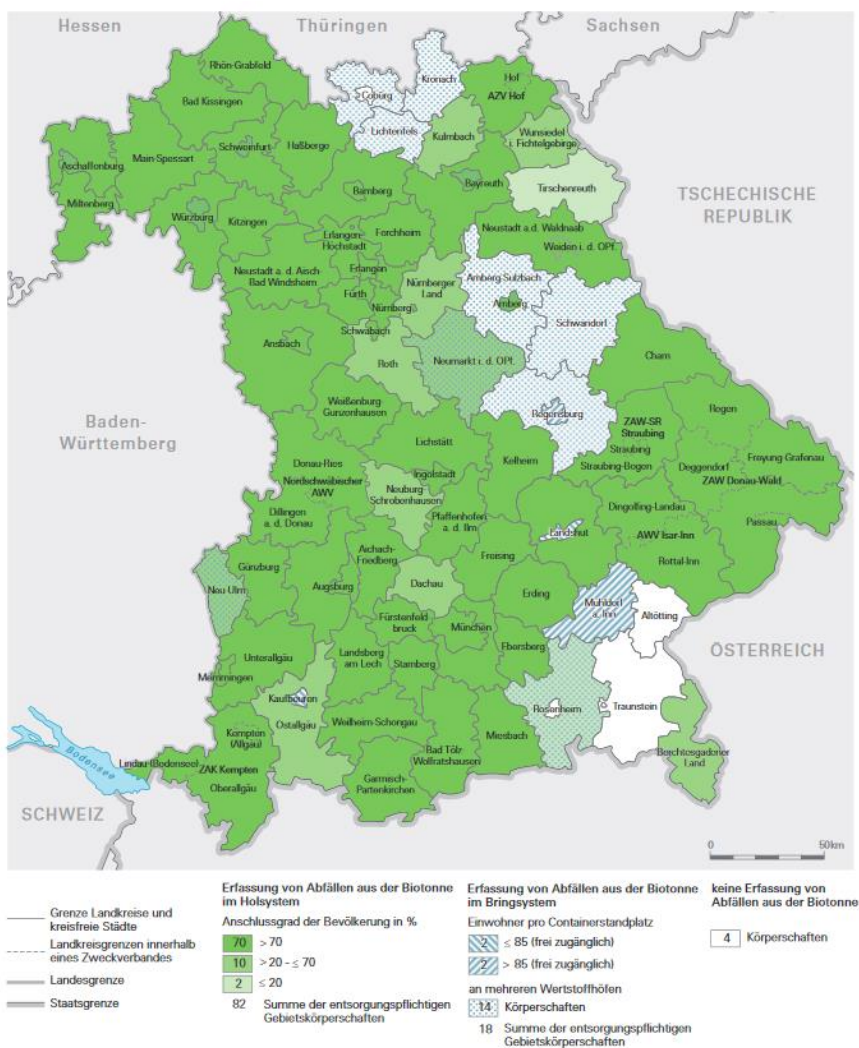 Hessen
Thüringen
Sachsen
Rhön-Grabfeld
Kronach
Hof
AZV Hof
Coburg
Bad Kissingen
Lichtenfels
Kulmbach
Wunsiedel
i. Fichtelgebirge
Schweinfurt
Haßberge
Main-Spessart
Aschaffenburg
Tirschenreuth
Bayreuth
Bamberg
TSCHECHISCHE
REPUBLIK
Miltenberg
Würzburg
Kitzingen
Neustadt a.d. Waldnaab
Erlangen-
Höchstadt
Forchheim
Weiden i. d. OPf.
Neustadt a. d. Aisch-
Bad Windsheim
Erlangen
Amberg Sulzbach
Nürnberger
Land
Fürth
Nürnberg
Amberg
Schwandorf
Schwabach
Ansbach
Cham
Roth
Neumarkt i. d. OPf.
Weißenburg
Gunzenhausen
Regensburg
Regen
ZAW-SR
Straubing
Baden-
Württemberg
Lichstätt
Straubing
Freyung-Grafenau
Donau-Ries
Kelheim
Straubing-Bogen
Deggendorf
Nordschwäbischer
AWV
Ingolstadt
ZAW Donau-Wald
Neuburg
Schrobenhausen
Dillingen
a. d. Donau
Pfaffenhofen
a. d. Ilm
Dingolfing-Landau
Passau
Landshut
AWV Isar-Inn
Aichach-
Friedberg
Freising
Rottal-Inn
Günzburg
Neu Ulm
Augsburg
Dachau
Erding
Mühldorf
a. Inn
Altötting
Fürstenfeld
bruck
München
Ebersberg
ÖSTERREICH
Unterallgäu
Landsberg
am Lech
Starnberg
Memmingen
Kaufbeuren
Rosenheim
Traunstein
Ostallgäu
Weilheim-Schongau
Miesbach
Kempten
(Allgäu)
Bad Tölz-
Wolfratshausen
Berchtesgadener
Land
Bodensee
Lindau (Bodensee)
ZAK Kempten
Oberallgäu
Garmisch-
Partenkirchen
SCHWEIZ
0 50km
Grenze Landkreise und
kreisfreie Städte
Landkreisgrenzen innerhalb
eines Zweckverbandes
Landesgrenze
Staatsgrenze
Erfassung von Abfällen aus der Biotonne
im Holsystem
Anschlussgrad der Bevölkerung in %
70 > 70
10 > 20 - ≤ 70
2 ≤ 20
82 Summe der entsorgungspflichtigen
Gebietskörperschaften
Erfassung von Abfällen aus der Biotonne
im Bringsystem
Einwohner pro Containerstandplatz
2 ≤ 85 (frei zugänglich)
2 > 85 (frei zugänglich)
an mehreren Wertstoffhöfen
14 Körperschaften
18 Summe der entsorgungspflichtigen
Gebietskörperschaften
keine Erfassung von
Abfällen aus der Biotonne
4 Körperschaften